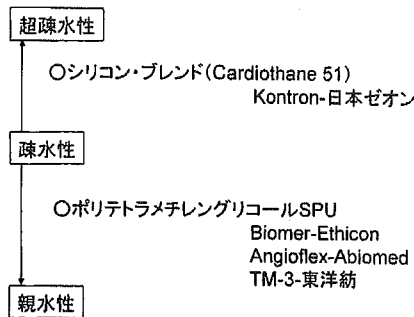 超疎水性
○シリコン・ブレンド(Cardiothane 51)
Kontron-日本ゼオン
疎水性
○ポリテトラメチレングリコールSPU
Biomer-Ethicon
Angioflex-Abiomed
TM-3-東洋紡
親水性